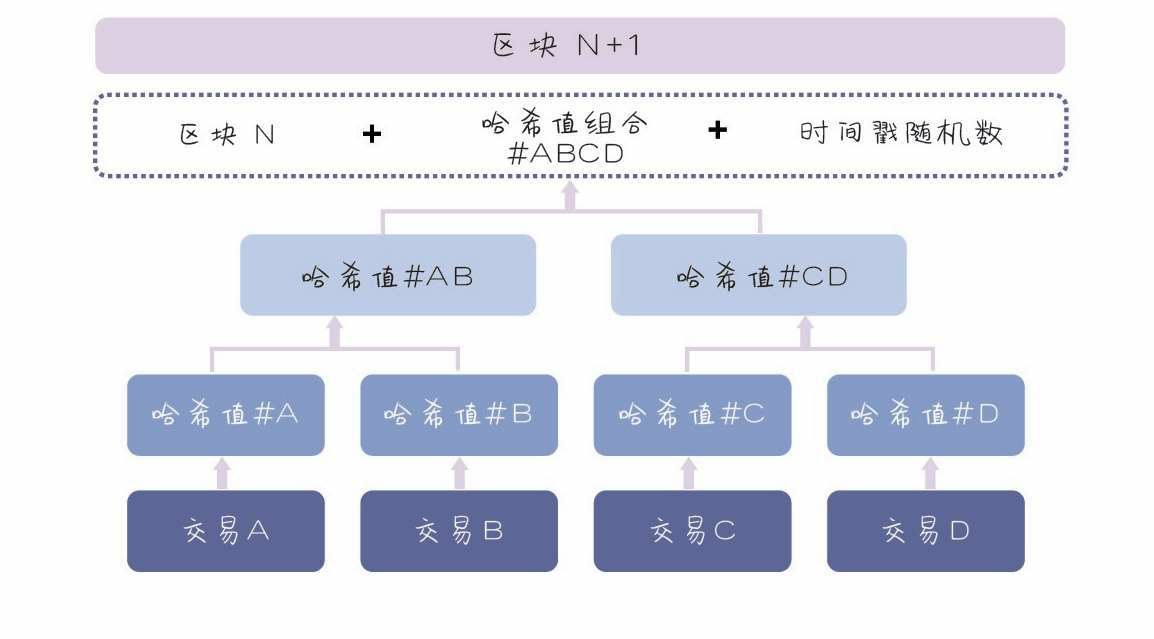 区块 N+1
区块 N + 哈希值组合 #ABCD + 时间戳随机数
哈希值#AB
哈希值#CD
哈希值#A
哈希值#B
哈希值#C
哈希值#D
交易A
交易B
交易C
交易D